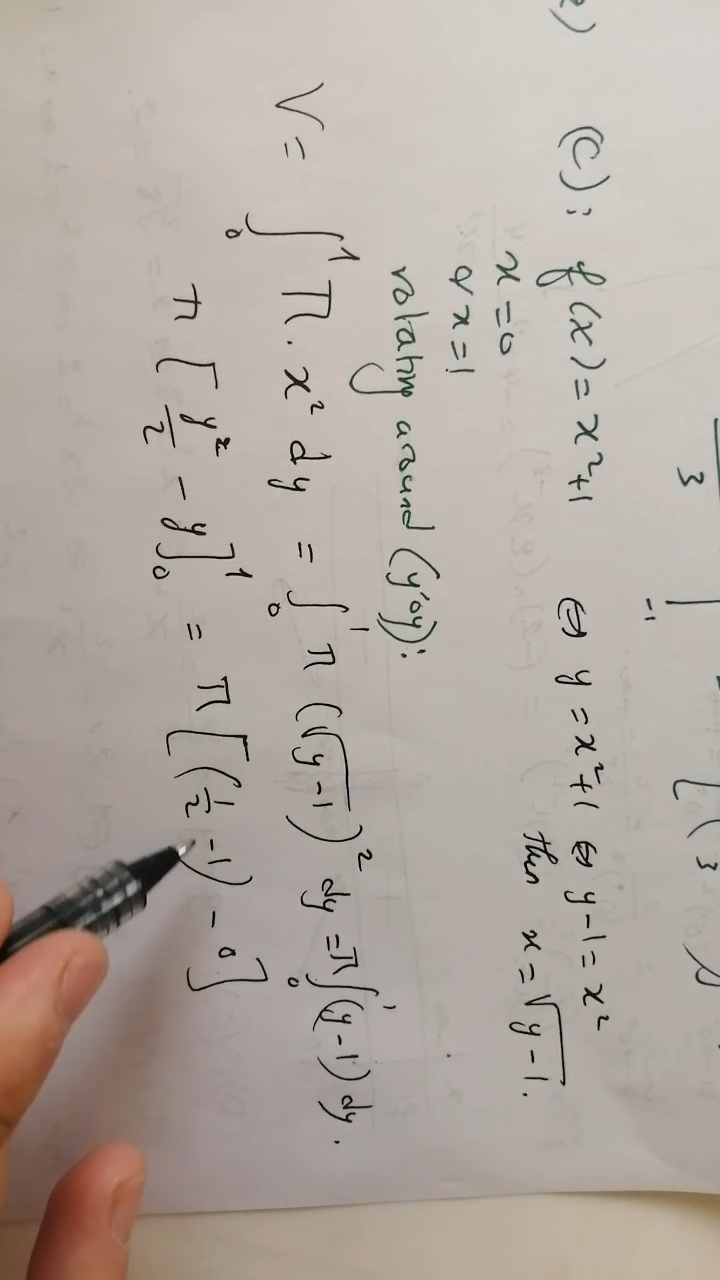 (C): f(x) = x²+1 ⇔ y = x²+1 ⇔ y-1 = x²
x=0 then x = √(y-1).
& x=1
rotating around (y'oy):
V = ∫₀¹ π. x² dy = ∫₀¹ π (√(y-1))² dy = π ∫₀¹ (y-1) dy.
π [y²/2 - y]₀¹ = π [(1/2 - 1) - 0]